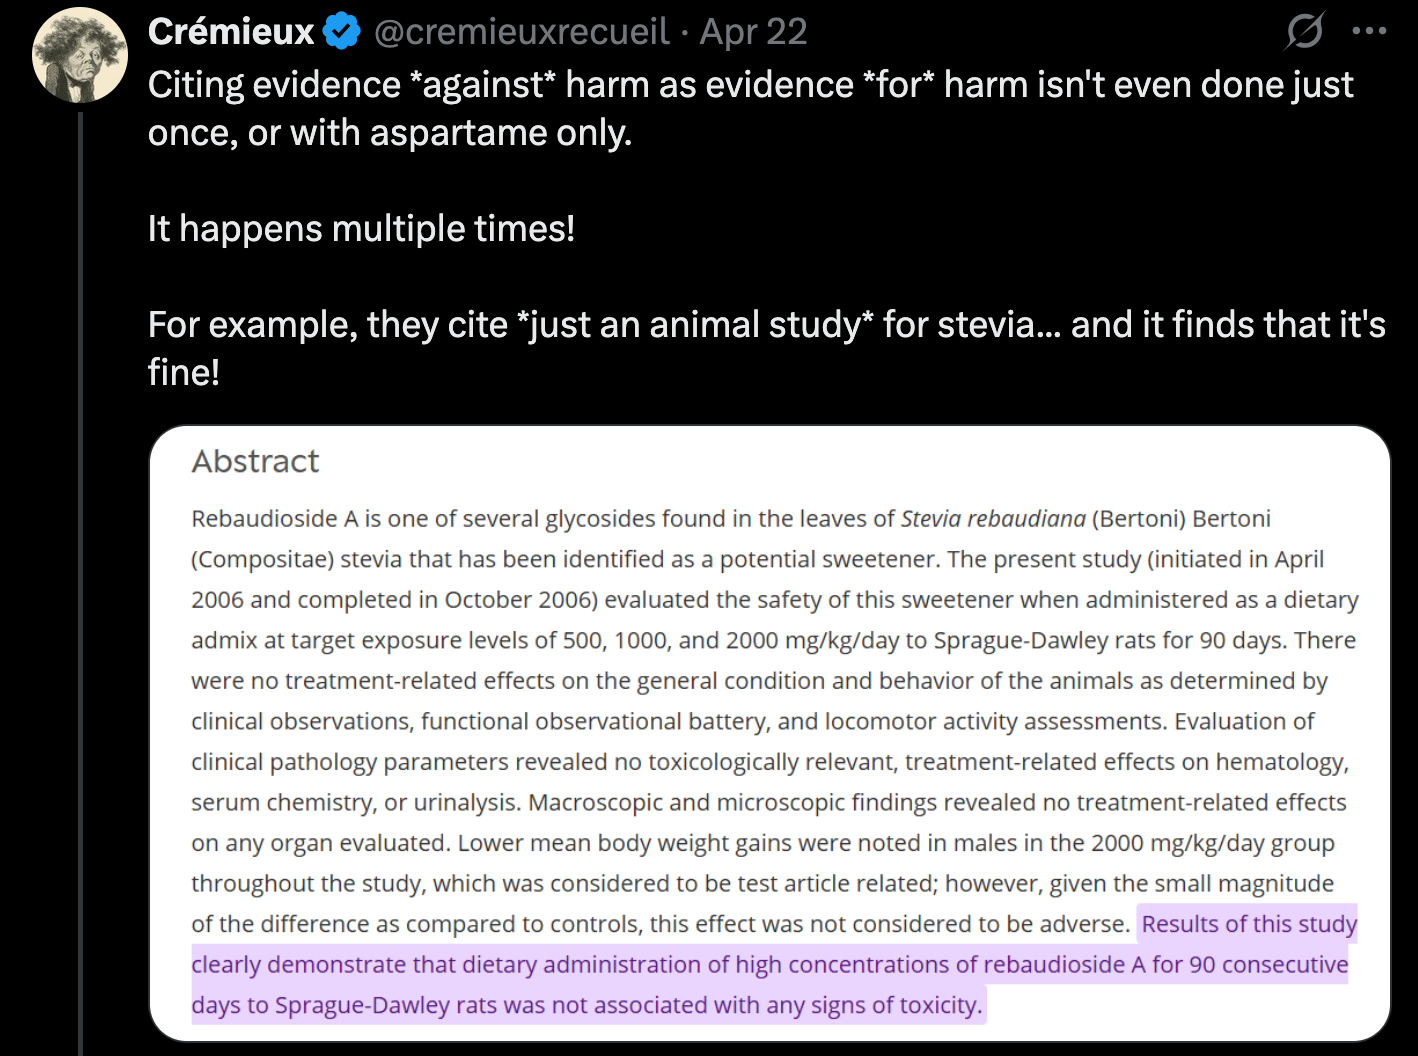 Crémieux @cremieuxrecueil · Apr 22
Citing evidence *against* harm as evidence *for* harm isn't even done just
once, or with aspartame only.
It happens multiple times!
For example, they cite *just an animal study* for stevia... and it finds that it's
fine!
Abstract
Rebaudioside A is one of several glycosides found in the leaves of Stevia rebaudiana (Bertoni) Bertoni
(Compositae) stevia that has been identified as a potential sweetener. The present study (initiated in April
2006 and completed in October 2006) evaluated the safety of this sweetener when administered as a dietary
admix at target exposure levels of 500, 1000, and 2000 mg/kg/day to Sprague-Dawley rats for 90 days. There
were no treatment-related effects on the general condition and behavior of the animals as determined by
clinical observations, functional observational battery, and locomotor activity assessments. Evaluation of
clinical pathology parameters revealed no toxicologically relevant, treatment-related effects on hematology,
serum chemistry, or urinalysis. Macroscopic and microscopic findings revealed no treatment-related effects
on any organ evaluated. Lower mean body weight gains were noted in males in the 2000 mg/kg/day group
throughout the study, which was considered to be test article related; however, given the small magnitude
of the difference as compared to controls, this effect was not considered to be adverse. Results of this study
clearly demonstrate that dietary administration of high concentrations of rebaudioside A for 90 consecutive
days to Sprague-Dawley rats was not associated with any signs of toxicity.